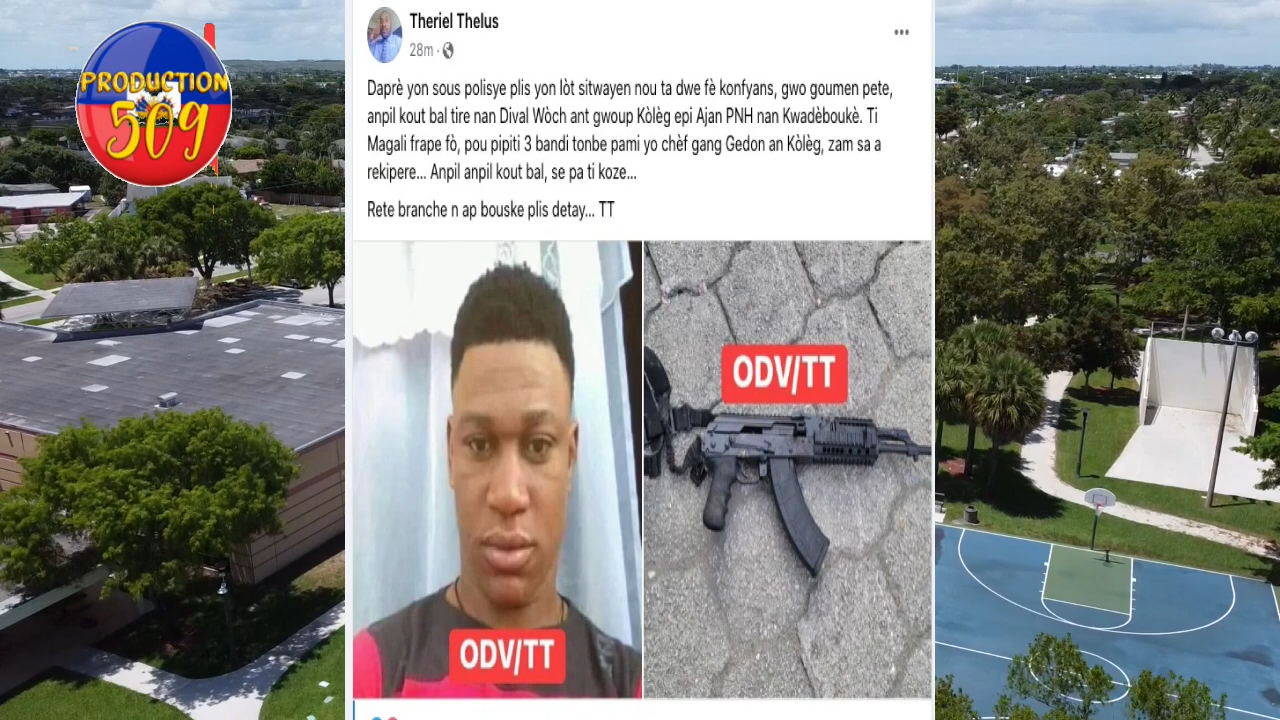 PRODUCTION
509
Theriel Thelus
28m ·
Daprè yon sous polisye plis yon lòt sitwayen nou ta dwe fè konfyans, gwo goumen pete,
anpil kout bal tire nan Dival Wòch ant gwoup Kòlèg epi Ajan PNH nan Kwadèboukè. Ti
Magali frape fò, pou pipiti 3 bandi tonbe pami yo chèf gang Gedon an Kòlèg, zam sa a
rekipere... Anpil anpil kout bal, se pa ti koze...
Rete branche n ap bouske plis detay... TT
ODV/TT
ODV/TT